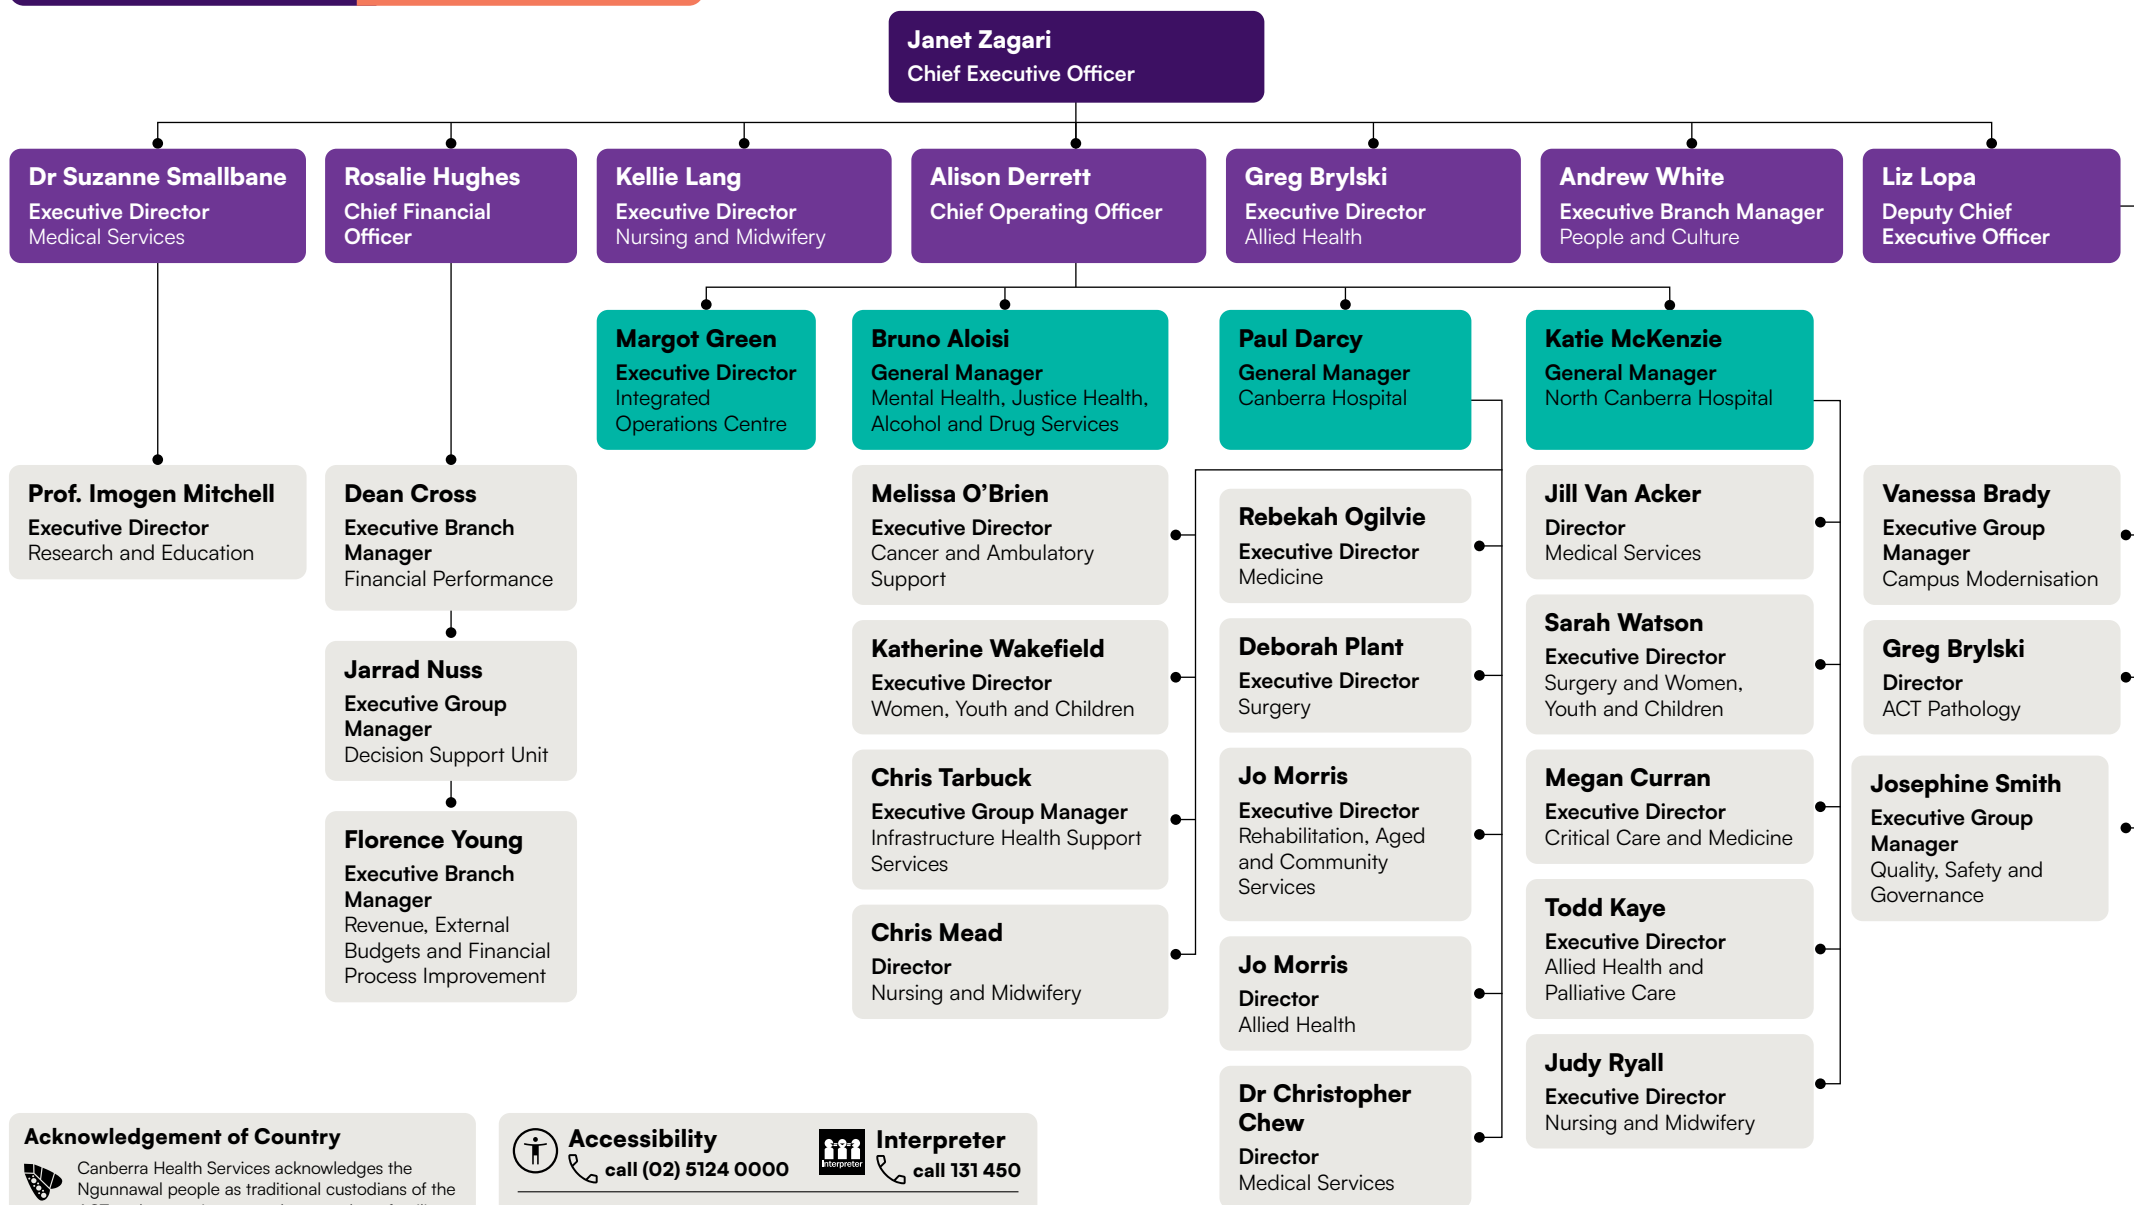 Janet Zagari
Chief Executive Officer
Dr Suzanne Smallbane
Executive Director
Medical Services
Rosalie Hughes
Chief Financial
Officer
Kellie Lang
Executive Director
Nursing and Midwifery
Alison Derrett
Chief Operating Officer
Greg Brylski
Executive Director
Allied Health
Andrew White
Executive Branch Manager
People and Culture
Liz Lopa
Deputy Chief
Executive Officer
Margot Green
Executive Director
Integrated
Operations Centre
Bruno Aloisi
General Manager
Mental Health, Justice Health,
Alcohol and Drug Services
Paul Darcy
General Manager
Canberra Hospital
Katie McKenzie
General Manager
North Canberra Hospital
Prof. Imogen Mitchell
Executive Director
Research and Education
Dean Cross
Executive Branch
Manager
Financial Performance
Jarrad Nuss
Executive Group
Manager
Decision Support Unit
Florence Young
Executive Branch
Manager
Revenue, External
Budgets and Financial
Process Improvement
Melissa O’Brien
Executive Director
Cancer and Ambulatory
Support
Katherine Wakefield
Executive Director
Women, Youth and Children
Chris Tarbuck
Executive Group Manager
Infrastructure Health Support
Services
Chris Mead
Director
Nursing and Midwifery
Rebekah Ogilvie
Executive Director
Medicine
Deborah Plant
Executive Director
Surgery
Jo Morris
Executive Director
Rehabilitation, Aged
and Community
Services
Jo Morris
Director
Allied Health
Dr Christopher
Chew
Director
Medical Services
Jill Van Acker
Director
Medical Services
Sarah Watson
Executive Director
Surgery and Women,
Youth and Children
Megan Curran
Executive Director
Critical Care and Medicine
Todd Kaye
Executive Director
Allied Health and
Palliative Care
Judy Ryall
Executive Director
Nursing and Midwifery
Vanessa Brady
Executive Group
Manager
Campus Modernisation
Greg Brylski
Director
ACT Pathology
Josephine Smith
Executive Group
Manager
Quality, Safety and
Governance
Acknowledgement of Country
Canberra Health Services acknowledges the
Ngunnawal people as traditional custodians of the
Accessibility
call (02) 5124 0000
Interpreter
Interpreter
call 131 450